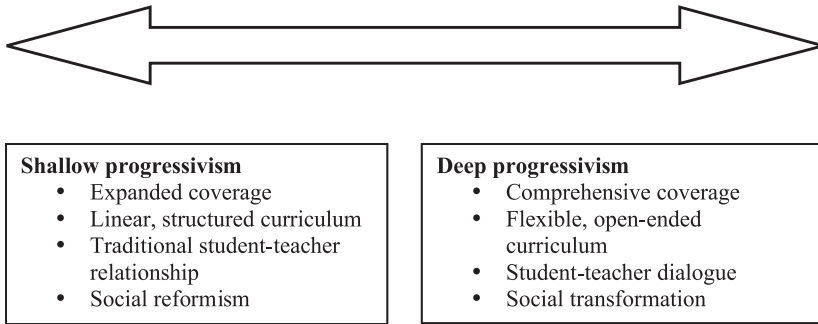 Shallow progressivism
• Expanded coverage
• Linear, structured curriculum
• Traditional student-teacher
relationship
• Social reformism
Deep progressivism
• Comprehensive coverage
• Flexible, open-ended
curriculum
• Student-teacher dialogue
• Social transformation